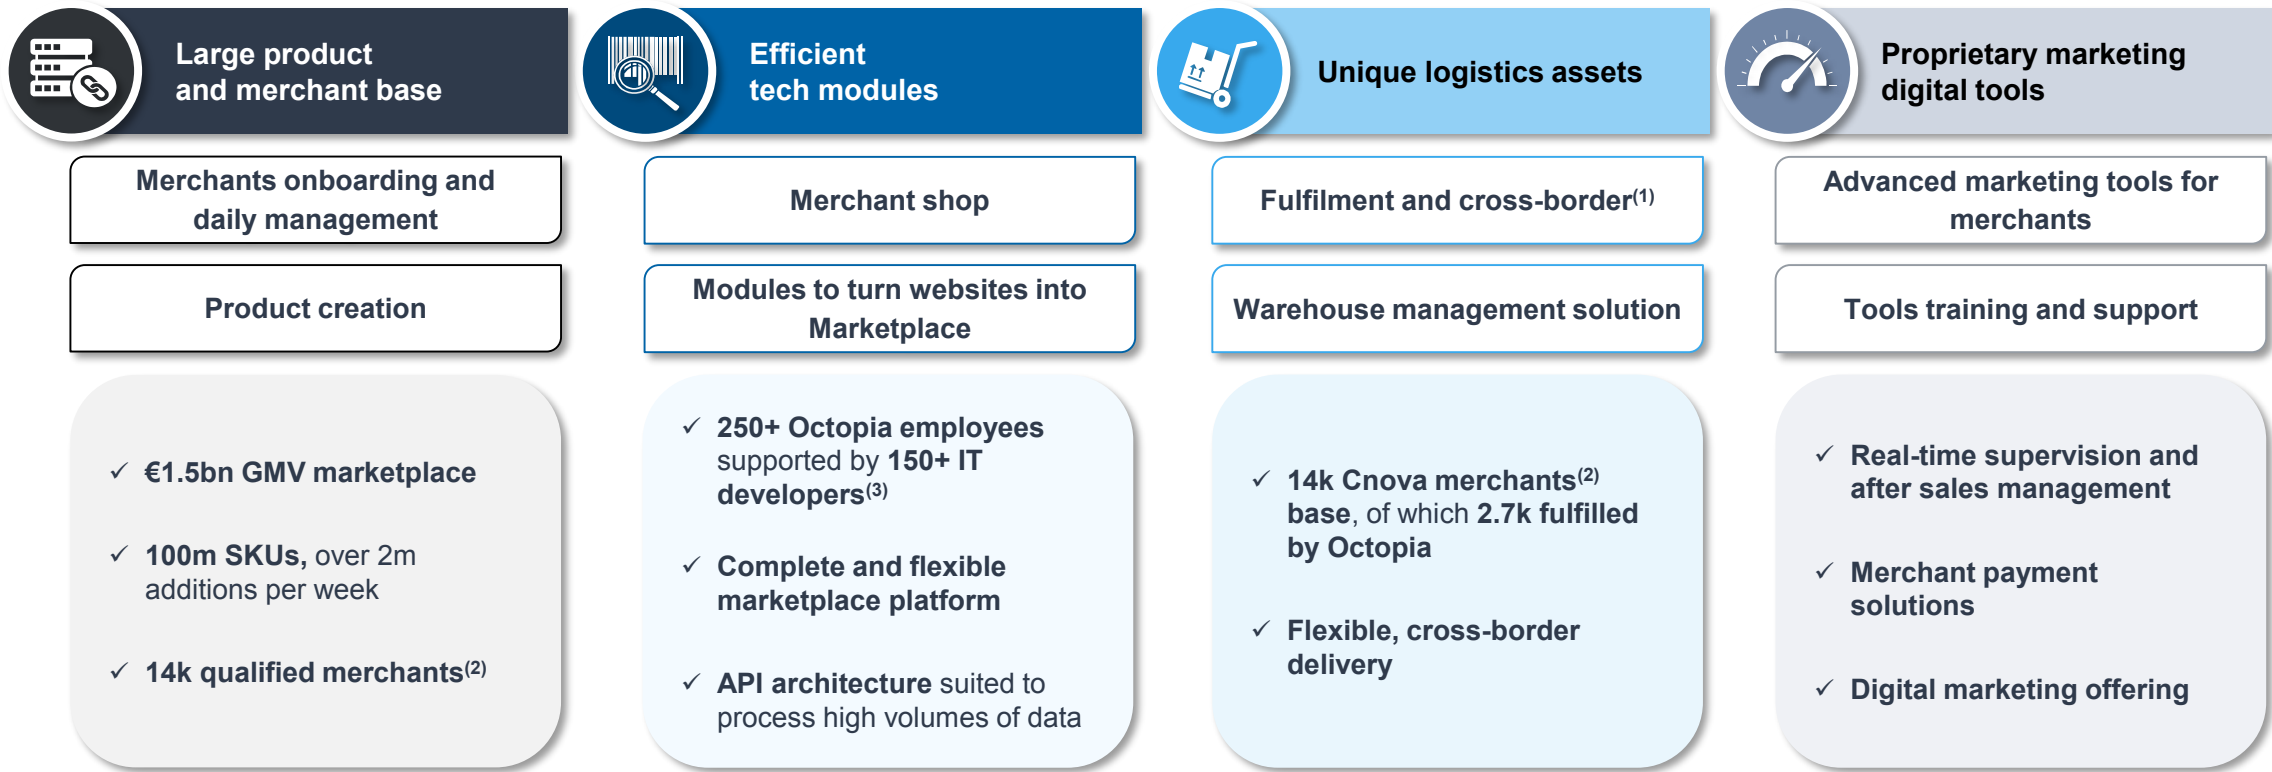 Large product
and merchant base
Merchants onboarding and
daily management
Product creation
✓ €1.5bn GMV marketplace
✓ 100m SKUs, over 2m
additions per week
✓ 14k qualified merchants(2)
Efficient
tech modules
Merchant shop
Modules to turn websites into
Marketplace
✓ 250+ Octopia employees
supported by 150+ IT
developers(3)
✓ Complete and flexible
marketplace platform
✓ API architecture suited to
process high volumes of data
Unique logistics assets
Fulfilment and cross-border(1)
Warehouse management solution
✓ 14k Cnova merchants(2)
base, of which 2.7k fulfilled
by Octopia
✓ Flexible, cross-border
delivery
Proprietary marketing
digital tools
Advanced marketing tools for
merchants
Tools training and support
✓ Real-time supervision and
after sales management
✓ Merchant payment
solutions
✓ Digital marketing offering